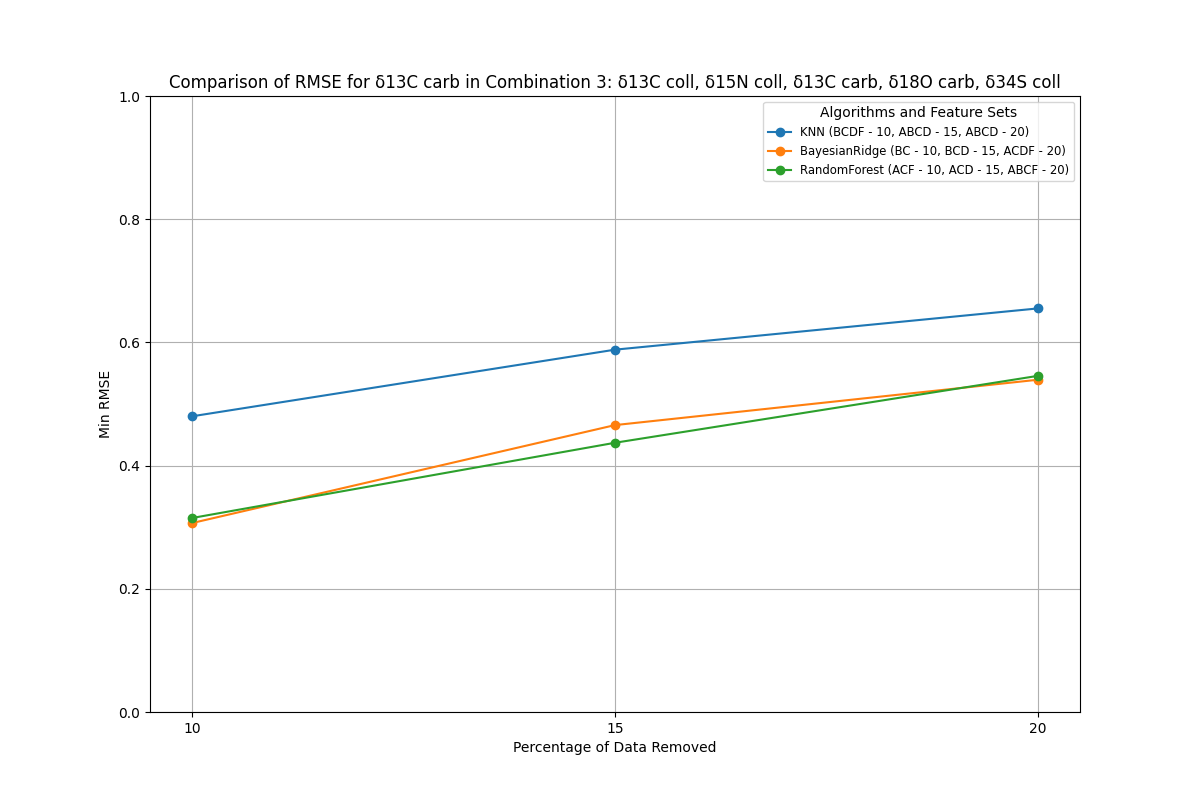 Comparison of RMSE for δ13C carb in Combination 3: δ13C coll, δ15N coll, δ13C carb, δ18O carb, δ34S coll
1.0
Algorithms and Feature Sets
KNN (BCDF - 10, ABCD - 15, ABCD - 20)
BayesianRidge (BC - 10, BCD - 15, ACDF - 20)
RandomForest (ACF - 10, ACD - 15, ABCF - 20)
0.8
0.6
Min RMSE
0.4
0.2
0.0
10 15 20
Percentage of Data Removed